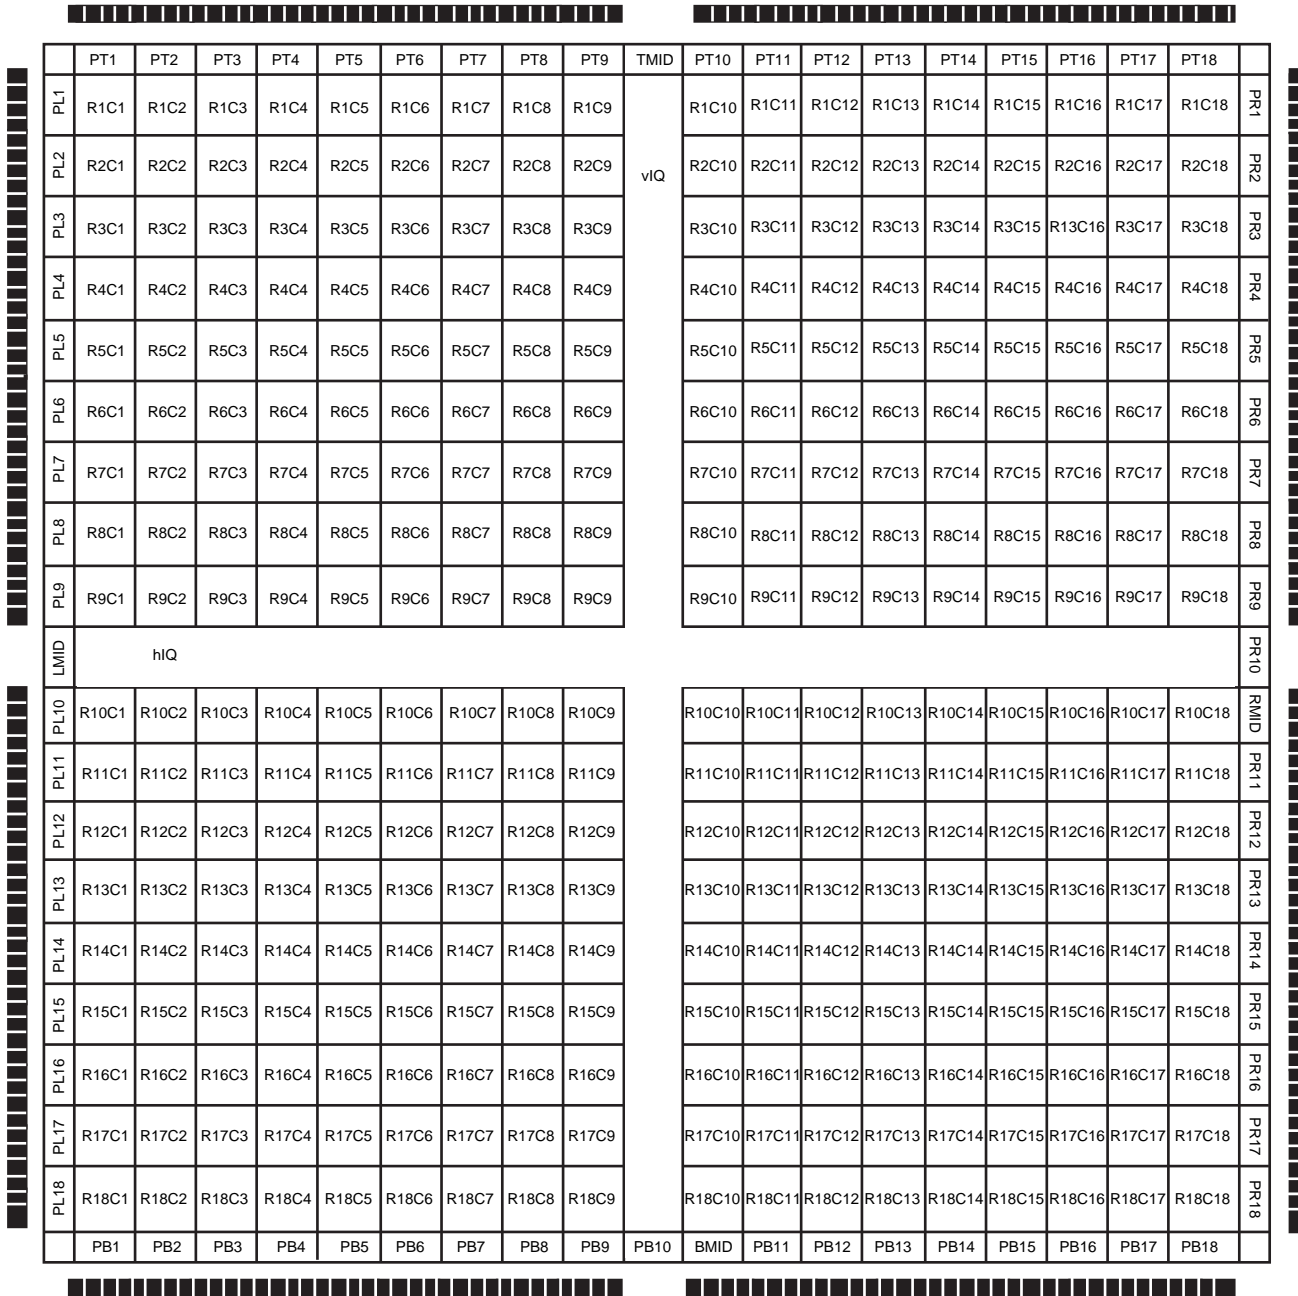 PT1 PT2 PT3 PT4 PT5 PT6 PT7 PT8 PT9 TMID PT10 PT11 PT12 PT13 PT14 PT15 PT16 PT17 PT18
PL1 R1C1 R1C2 R1C3 R1C4 R1C5 R1C6 R1C7 R1C8 R1C9 R1C10 R1C11 R1C12 R1C13 R1C14 R1C15 R1C16 R1C17 R1C18 PR1
PL2 R2C1 R2C2 R2C3 R2C4 R2C5 R2C6 R2C7 R2C8 R2C9 vIQ R2C10 R2C11 R2C12 R2C13 R2C14 R2C15 R2C16 R2C17 R2C18 PR2
PL3 R3C1 R3C2 R3C3 R3C4 R3C5 R3C6 R3C7 R3C8 R3C9 R3C10 R3C11 R3C12 R3C13 R3C14 R3C15 R13C16 R3C17 R3C18 PR3
PL4 R4C1 R4C2 R4C3 R4C4 R4C5 R4C6 R4C7 R4C8 R4C9 R4C10 R4C11 R4C12 R4C13 R4C14 R4C15 R4C16 R4C17 R4C18 PR4
PL5 R5C1 R5C2 R5C3 R5C4 R5C5 R5C6 R5C7 R5C8 R5C9 R5C10 R5C11 R5C12 R5C13 R5C14 R5C15 R5C16 R5C17 R5C18 PR5
PL6 R6C1 R6C2 R6C3 R6C4 R6C5 R6C6 R6C7 R6C8 R6C9 R6C10 R6C11 R6C12 R6C13 R6C14 R6C15 R6C16 R6C17 R6C18 PR6
PL7 R7C1 R7C2 R7C3 R7C4 R7C5 R7C6 R7C7 R7C8 R7C9 R7C10 R7C11 R7C12 R7C13 R7C14 R7C15 R7C16 R7C17 R7C18 PR7
PL8 R8C1 R8C2 R8C3 R8C4 R8C5 R8C6 R8C7 R8C8 R8C9 R8C10 R8C11 R8C12 R8C13 R8C14 R8C15 R8C16 R8C17 R8C18 PR8
PL9 R9C1 R9C2 R9C3 R9C4 R9C5 R9C6 R9C7 R9C8 R9C9 R9C10 R9C11 R9C12 R9C13 R9C14 R9C15 R9C16 R9C17 R9C18 PR9
LMID hIQ PR10
PL10 R10C1 R10C2 R10C3 R10C4 R10C5 R10C6 R10C7 R10C8 R10C9 R10C10 R10C11 R10C12 R10C13 R10C14 R10C15 R10C16 R10C17 R10C18 RMID
PL11 R11C1 R11C2 R11C3 R11C4 R11C5 R11C6 R11C7 R11C8 R11C9 R11C10 R11C11 R11C12 R11C13 R11C14 R11C15 R11C16 R11C17 R11C18 PR11
PL12 R12C1 R12C2 R12C3 R12C4 R12C5 R12C6 R12C7 R12C8 R12C9 R12C10 R12C11 R12C12 R12C13 R12C14 R12C15 R12C16 R12C17 R12C18 PR12
PL13 R13C1 R13C2 R13C3 R13C4 R13C5 R13C6 R13C7 R13C8 R13C9 R13C10 R13C11 R13C12 R13C13 R13C14 R13C15 R13C16 R13C17 R13C18 PR13
PL14 R14C1 R14C2 R14C3 R14C4 R14C5 R14C6 R14C7 R14C8 R14C9 R14C10 R14C11 R14C12 R14C13 R14C14 R14C15 R14C16 R14C17 R14C18 PR14
PL15 R15C1 R15C2 R15C3 R15C4 R15C5 R15C6 R15C7 R15C8 R15C9 R15C10 R15C11 R15C12 R15C13 R15C14 R15C15 R15C16 R15C17 R15C18 PR15
PL16 R16C1 R16C2 R16C3 R16C4 R16C5 R16C6 R16C7 R16C8 R16C9 R16C10 R16C11 R16C12 R16C13 R16C14 R16C15 R16C16 R16C17 R16C18 PR16
PL17 R17C1 R17C2 R17C3 R17C4 R17C5 R17C6 R17C7 R17C8 R17C9 R17C10 R17C11 R17C12 R17C13 R17C14 R17C15 R17C16 R17C17 R17C18 PR17
PL18 R18C1 R18C2 R18C3 R18C4 R18C5 R18C6 R18C7 R18C8 R18C9 R18C10 R18C11 R18C12 R18C13 R18C14 R18C15 R18C16 R18C17 R18C18 PR18
PB1 PB2 PB3 PB4 PB5 PB6 PB7 PB8 PB9 PB10 BMID PB11 PB12 PB13 PB14 PB15 PB16 PB17 PB18